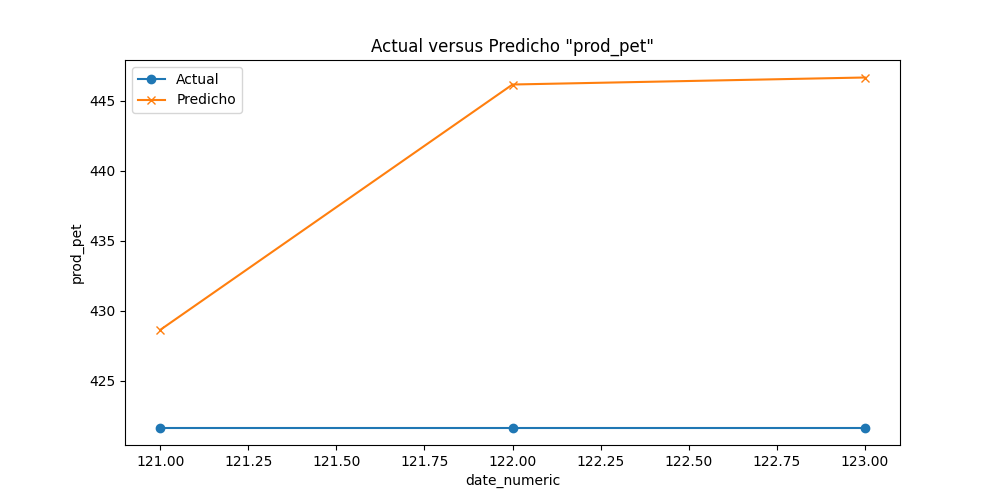 Actual versus Predicho "prod_pet"
Actual
Predicho
445
440
435
430
425
prod_pet
121.00 121.25 121.50 121.75 122.00 122.25 122.50 122.75 123.00
date_numeric